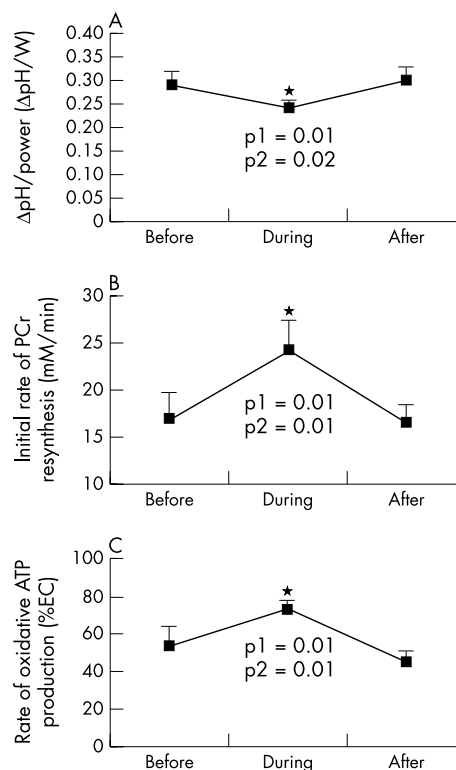 A
ΔpH/power (ΔpH/W)
0.40
0.35
0.30
0.25
0.20
0.15
0.10
0.05
0
p1 = 0.01
p2 = 0.02
Before During After
B
Initial rate of PCr
resynthesis (mM/min)
30
25
20
15
10
p1 = 0.01
p2 = 0.01
Before During After
C
Rate of oxidative ATP
production (%EC)
100
80
60
40
20
0
p1 = 0.01
p2 = 0.01
Before During After